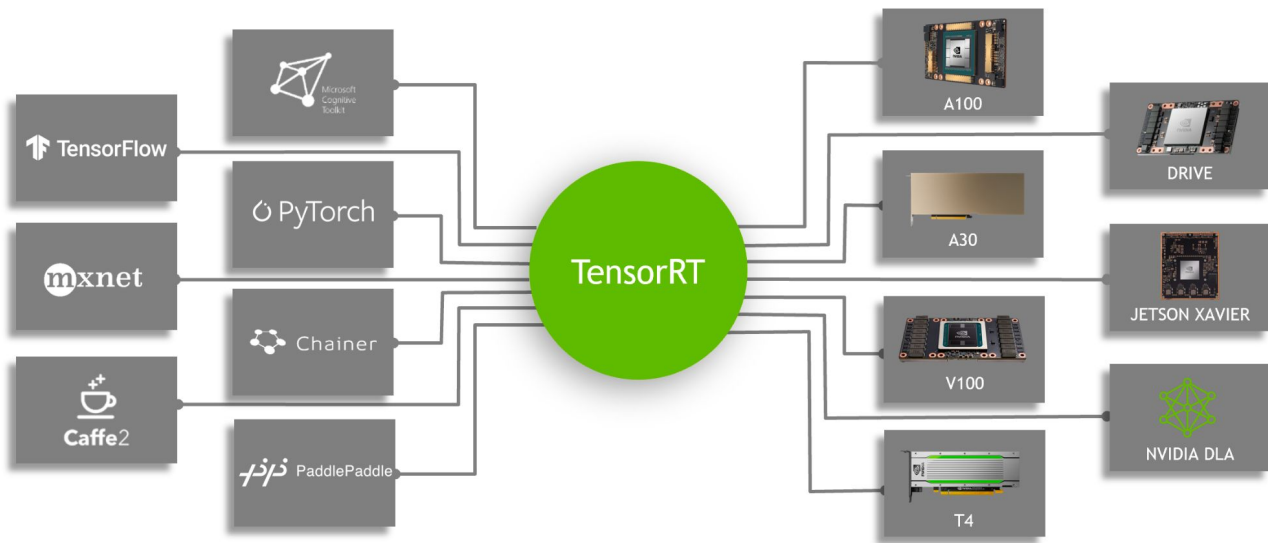 Microsoft
Cognitive
Toolkit
TensorFlow
PyTorch
mxnet
Chainer
Caffe2
PaddlePaddle
TensorRT
A100
DRIVE
A30
JETSON XAVIER
V100
NVIDIA DLA
T4